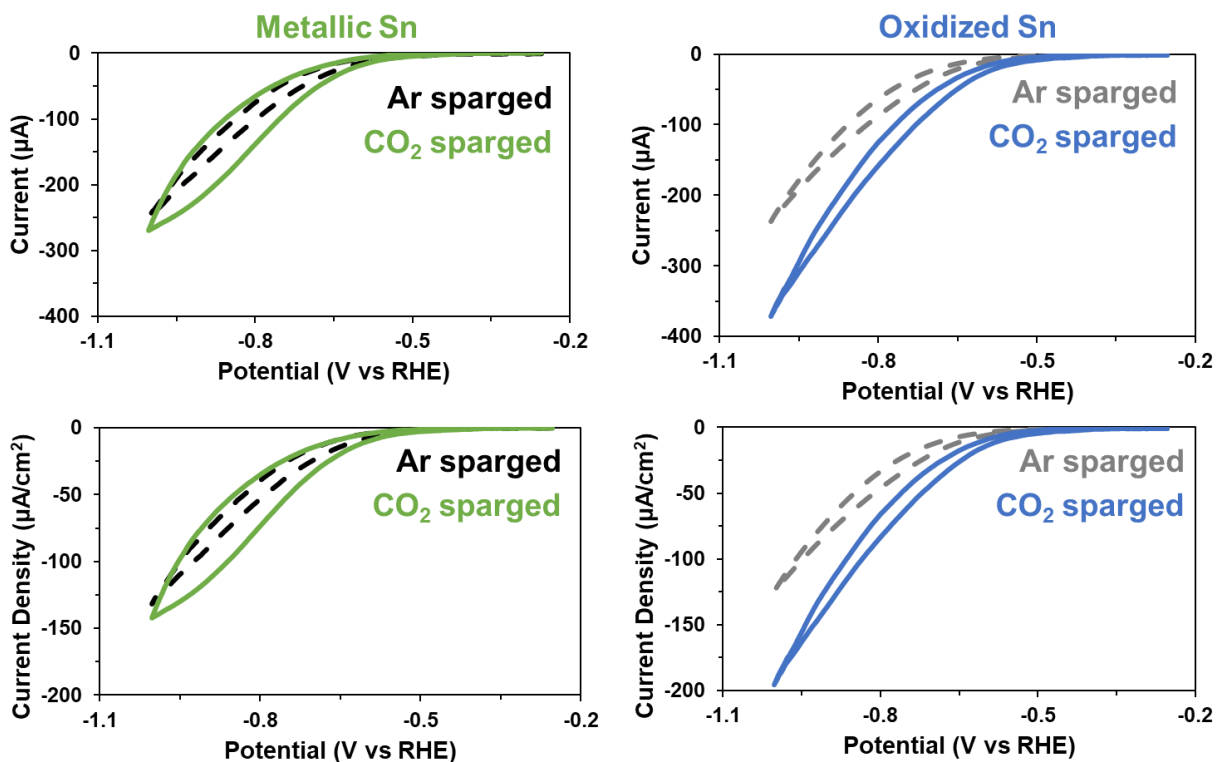 Metallic Sn
0
-100
-200
-300
-400
Current (µA)
Ar sparged
CO₂ sparged
-1.1
-0.8
-0.5
-0.2
Potential (V vs RHE)
Oxidized Sn
0
-100
-200
-300
-400
Current (µA)
Ar sparged
CO₂ sparged
-1.1
-0.8
-0.5
-0.2
Potential (V vs RHE)
0
-50
-100
-150
-200
Current Density (µA/cm²)
Ar sparged
CO₂ sparged
-1.1
-0.8
-0.5
-0.2
Potential (V vs RHE)
0
-50
-100
-150
-200
Current Density (µA/cm²)
Ar sparged
CO₂ sparged
-1.1
-0.8
-0.5
-0.2
Potential (V vs RHE)